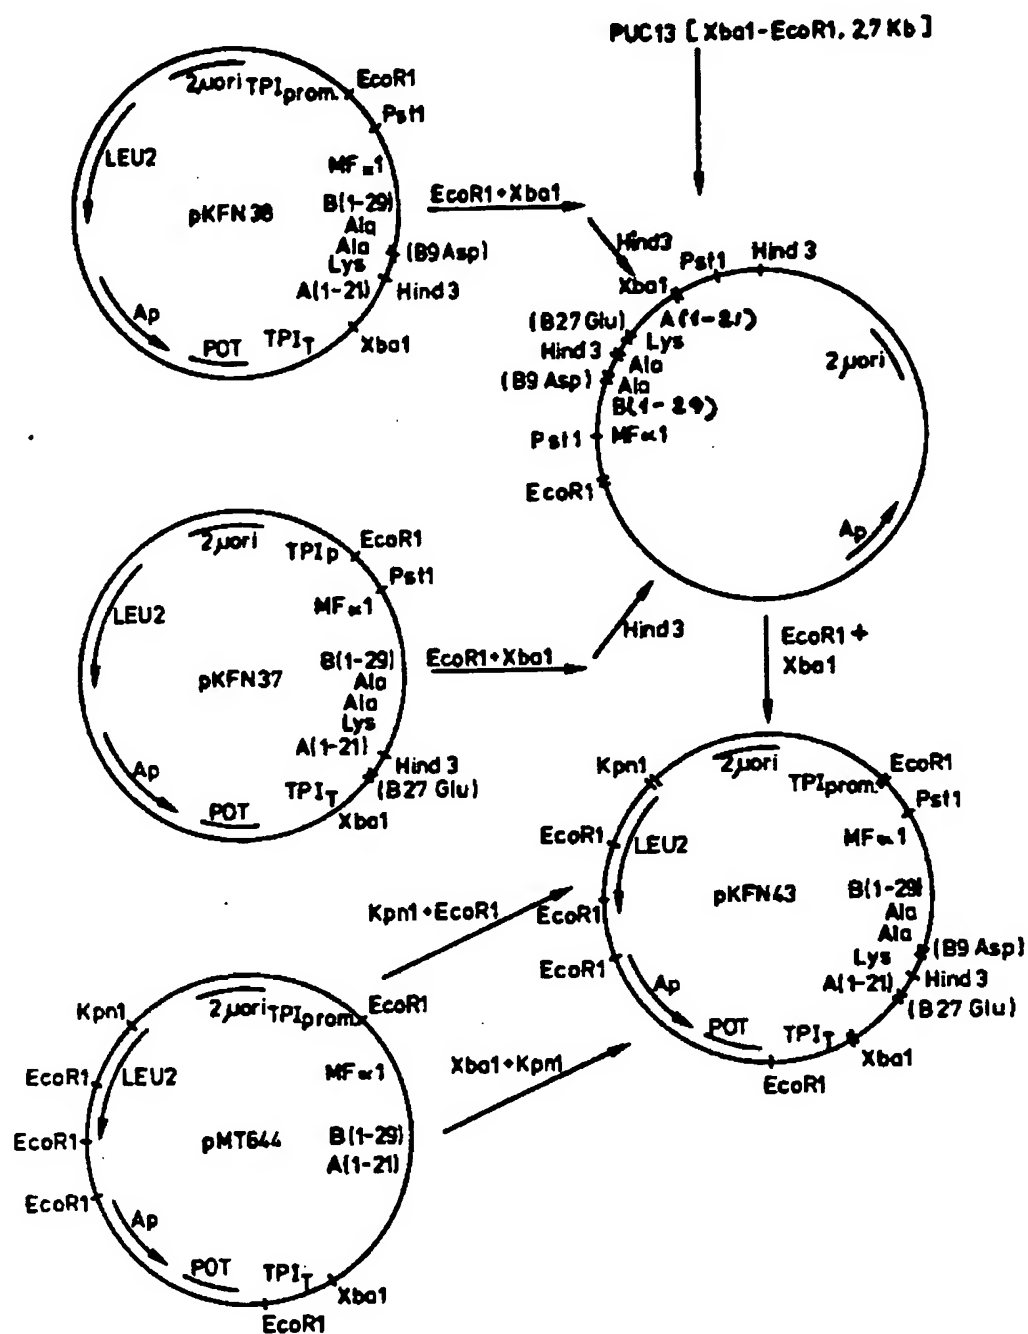 PUC13 [Xba1-EcoR1, 2,7 Kb]
2μori
TPIprom.
EcoR1
Pst1
LEU2
MFα1
pKFN38
B(1-29)
Ala
Ala
Lys
A(1-21)
(B9 Asp)
Hind 3
Ap
POT
TPIT
Xba1
EcoR1+Xba1
Hind3
Hind 3
Pst1
Xba1
A(1-21)
(B27 Glu)
Lys
Hind 3
Ala
(B9 Asp)
Ala
B(1-29)
Pst1
MFα1
EcoR1
2μori
Ap
2μori
TPIp
EcoR1
Pst1
LEU2
MFα1
pKFN37
B(1-29)
Ala
Ala
Lys
A(1-21)
Hind 3
(B27 Glu)
Ap
POT
TPIT
Xba1
EcoR1+Xba1
Hind3
EcoR1 +
Xba1
Kpn1
2μori
TPIprom.
EcoR1
Pst1
EcoR1
LEU2
MFα1
pKFN43
B(1-29)
Ala
Ala
Lys
A(1-21)
(B9 Asp)
Hind 3
(B27 Glu)
EcoR1
EcoR1
Ap
POT
TPIT
Xba1
EcoR1
Kpn1+EcoR1
Xba1+Kpn1
Kpn1
2μori
TPIprom.
EcoR1
EcoR1
LEU2
MFα1
EcoR1
pMT644
B(1-29)
A(1-21)
EcoR1
Ap
POT
TPIT
Xba1
EcoR1